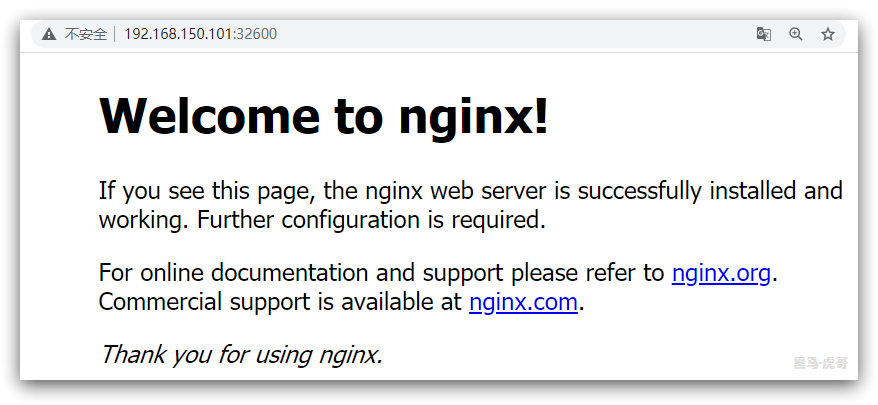 不安全 192.168.150.101:32600
Welcome to nginx!
If you see this page, the nginx web server is successfully installed and
working. Further configuration is required.
For online documentation and support please refer to nginx.org.
Commercial support is available at nginx.com.
Thank you for using nginx.
黑马-虎哥